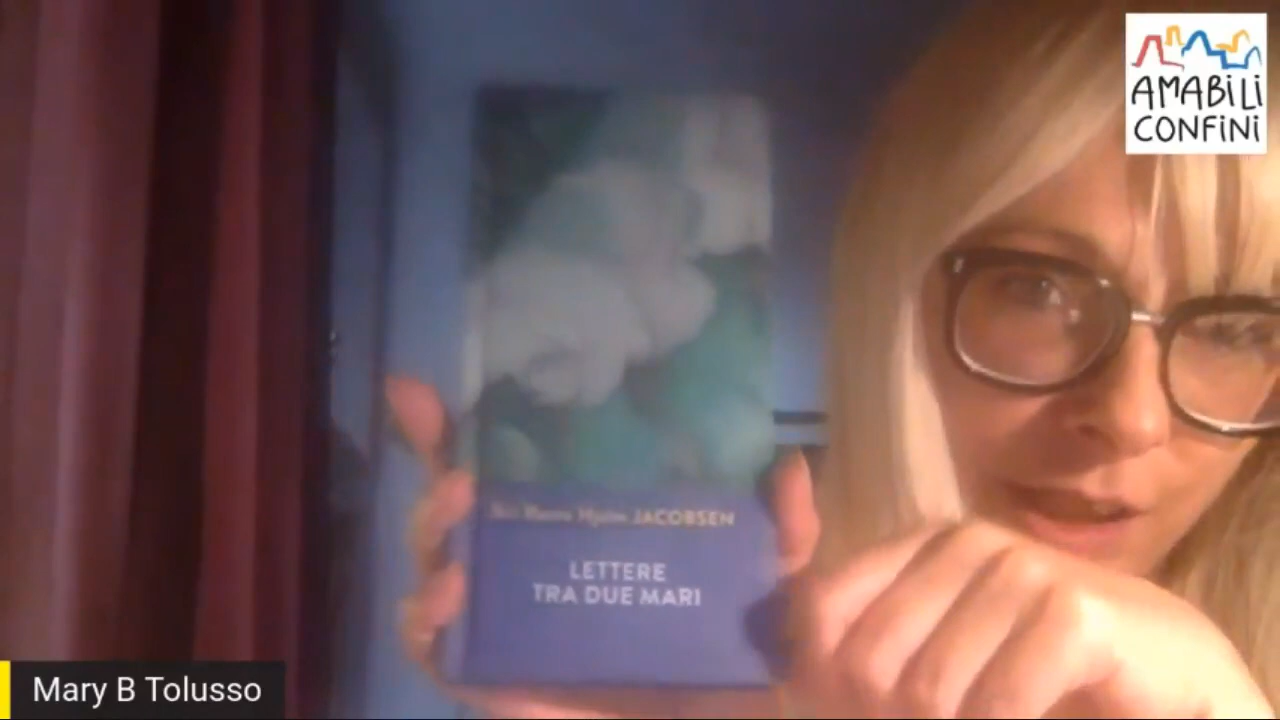 AMABiLi
CONFiNi
JACOBSEN
LETTERE
TRA DUE MARI
Mary B Tolusso